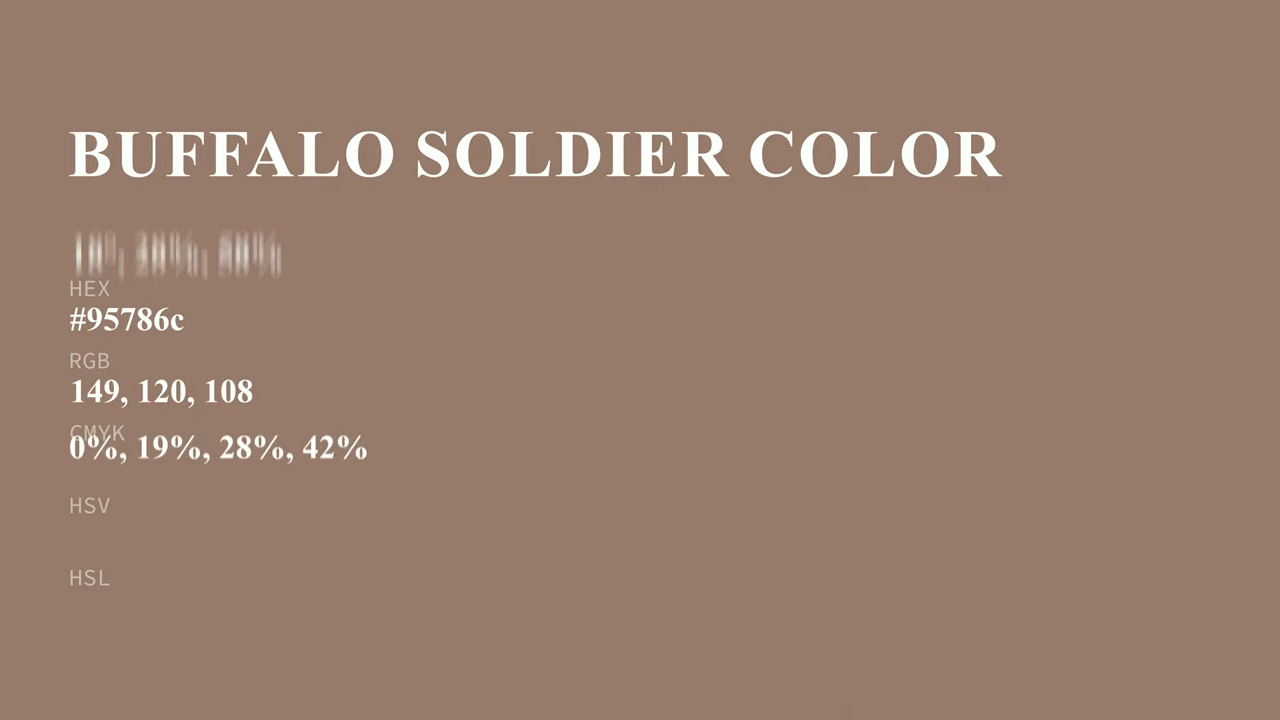 BUFFALO SOLDIER COLOR
HEX
#95786c
RGB
149, 120, 108
CMYK
0%, 19%, 28%, 42%
HSV
HSL